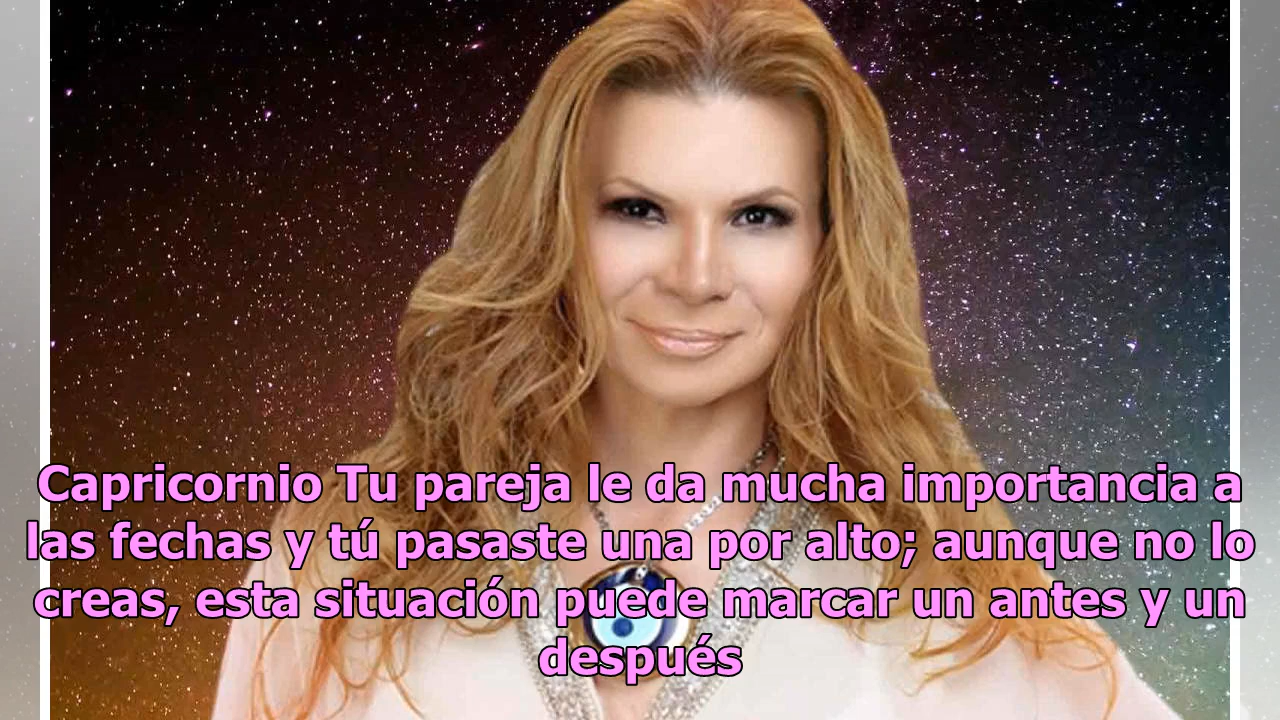 Capricornio Tu pareja le da mucha importancia a
las fechas y tú pasaste una por alto; aunque no lo
creas, esta situación puede marcar un antes y un
después